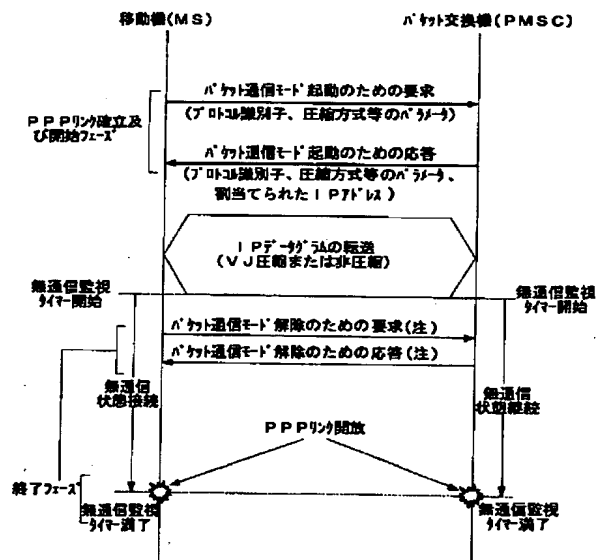 移動機(MS)
パケット交換機(PMSC)
パケット通信モード起動のための要求
(プロトコル識別子、圧縮方式等のパラメータ)
PPPリンク確立及
び開始フェーズ
パケット通信モード起動のための応答
(プロトコル識別子、圧縮方式等のパラメータ、
割当てられたIPアドレス)
IPデータグラムの転送
(VJ圧縮または非圧縮)
無通信監視
タイマー開始
無通信監視
タイマー開始
パケット通信モード解除のための要求(注)
パケット通信モード解除のための応答(注)
無通信
状態接続
無通信
状態継続
PPPリンク開放
終了フェーズ
無通信監視
タイマー満了
無通信監視
タイマー満了